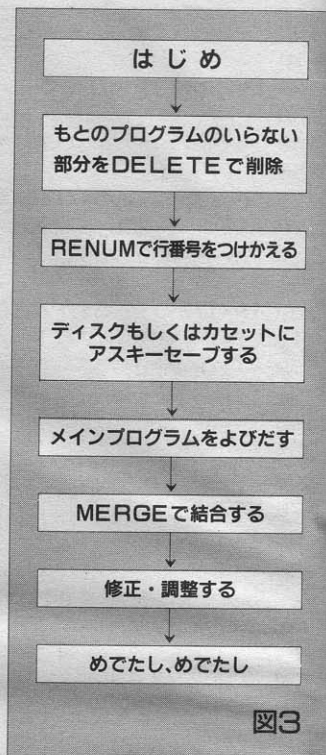 はじめ
もとのプログラムのいらない
部分をDELETEで削除
RENUMで行番号をつけかえる
ディスクもしくはカセットに
アスキーセーブする
メインプログラムをよびだす
MERGEで結合する
修正・調整する
めでたし、めでたし
図3